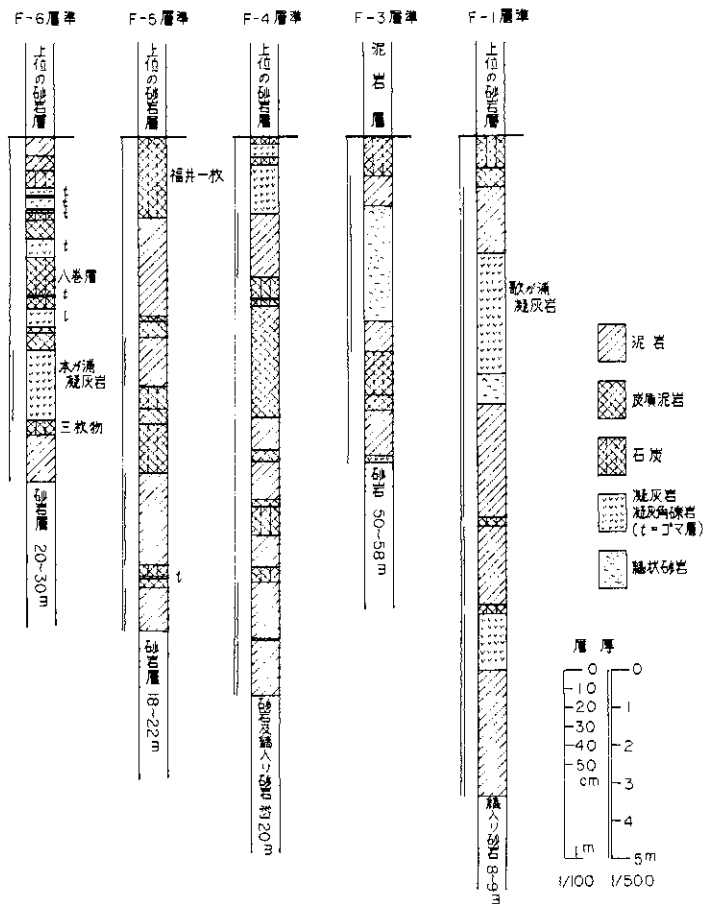 F-6層準
F-5層準
F-4層準
F-3層準
F-1層準
上位の砂岩層
上位の砂岩層
上位の砂岩層
泥岩層
上位の砂岩層
t
t
t
t
八巻層
t
t
本ガ浦
凝灰岩
三枚物
砂岩層 20~30m
福井一枚
t
砂岩層 18~22m
砂岩及縞入り砂岩 約20m
砂岩 50~58m
歌が浦
凝灰岩
縞入り砂岩 8~9m
泥岩
炭質泥岩
石炭
凝灰岩
凝灰角礫岩
(t=ゴマ層)
縞状砂岩
層厚
0
10
20
30
40
50
cm
1m
1/100
0
1
2
3
4
5m
1/500